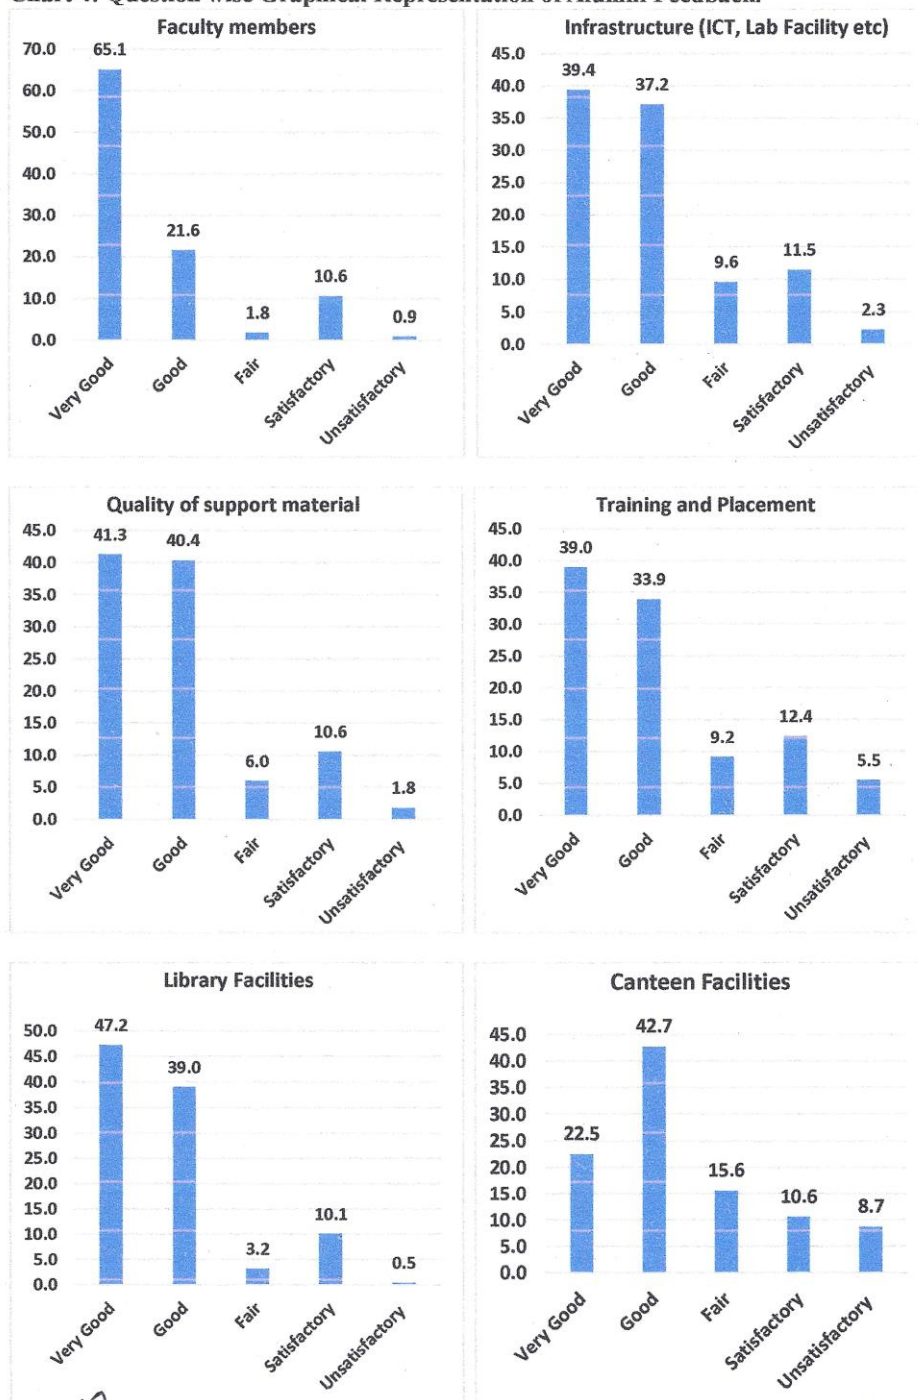 Chart 4: Question wise Graphical Representation of Alumni Feedback.
Faculty members
70.0
60.0
50.0
40.0
30.0
20.0
10.0
0.0
65.1
21.6
1.8
10.6
0.9
Very Good
Good
Fair
Satisfactory
Unsatisfactory
Infrastructure (ICT, Lab Facility etc)
45.0
40.0
35.0
30.0
25.0
20.0
15.0
10.0
5.0
0.0
39.4
37.2
9.6
11.5
2.3
Very Good
Good
Fair
Satisfactory
Unsatisfactory
Quality of support material
45.0
40.0
35.0
30.0
25.0
20.0
15.0
10.0
5.0
0.0
41.3
40.4
6.0
10.6
1.8
Very Good
Good
Fair
Satisfactory
Unsatisfactory
Training and Placement
45.0
40.0
35.0
30.0
25.0
20.0
15.0
10.0
5.0
0.0
39.0
33.9
9.2
12.4
5.5
Very Good
Good
Fair
Satisfactory
Unsatisfactory
Library Facilities
50.0
45.0
40.0
35.0
30.0
25.0
20.0
15.0
10.0
5.0
0.0
47.2
39.0
3.2
10.1
0.5
Very Good
Good
Fair
Satisfactory
Unsatisfactory
Canteen Facilities
45.0
40.0
35.0
30.0
25.0
20.0
15.0
10.0
5.0
0.0
22.5
42.7
15.6
10.6
8.7
Very Good
Good
Fair
Satisfactory
Unsatisfactory